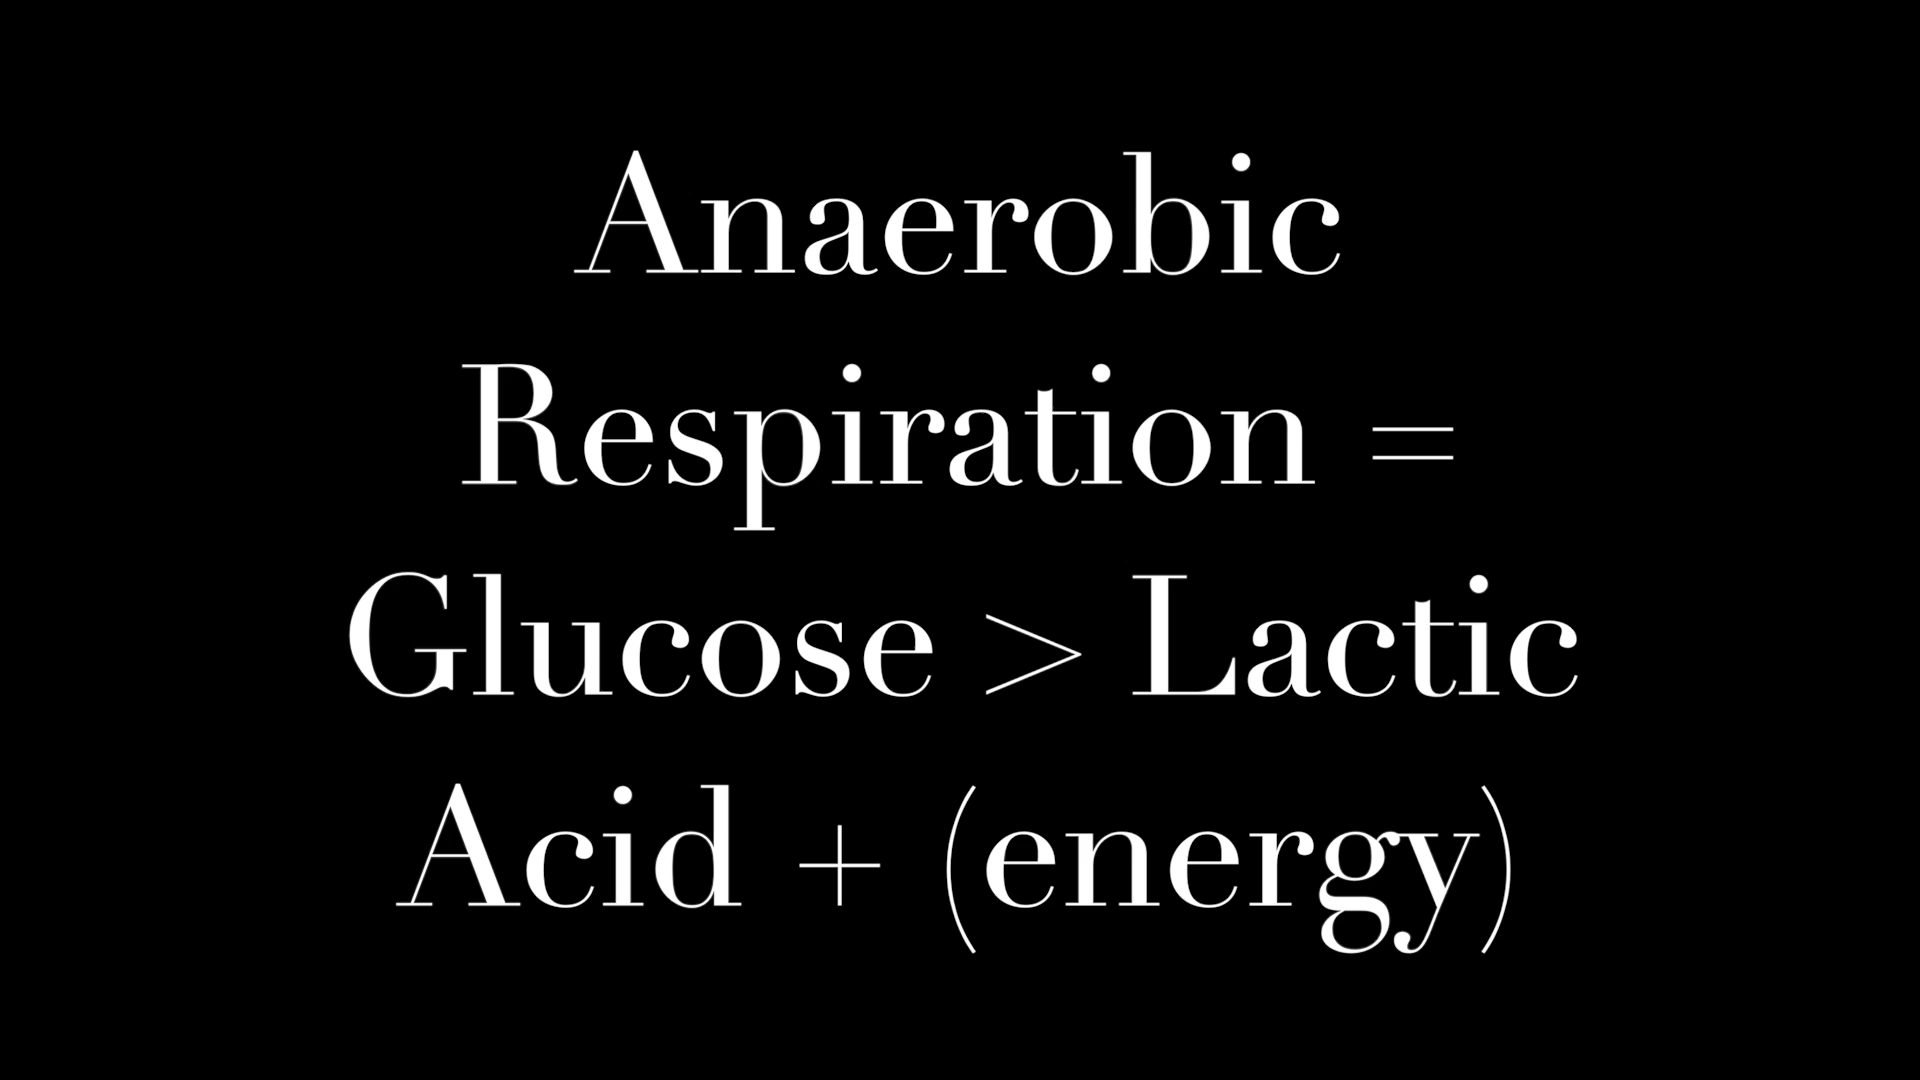 Anaerobic
Respiration =
Glucose > Lactic
Acid + (energy)